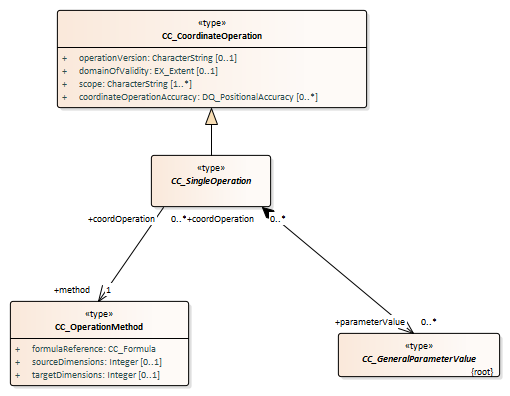 «type»
CC_CoordinateOperation
+ operationVersion: CharacterString [0..1]
+ domainOfValidity: EX_Extent [0..1]
+ scope: CharacterString [1..*]
+ coordinateOperationAccuracy: DQ_PositionalAccuracy [0..*]
«type»
CC_SingleOperation
+coordOperation 0..*
+coordOperation 0..*
+method 1
+parameterValue 0..*
«type»
CC_OperationMethod
+ formulaReference: CC_Formula
+ sourceDimensions: Integer [0..1]
+ targetDimensions: Integer [0..1]
«type»
CC_GeneralParameterValue
{root}